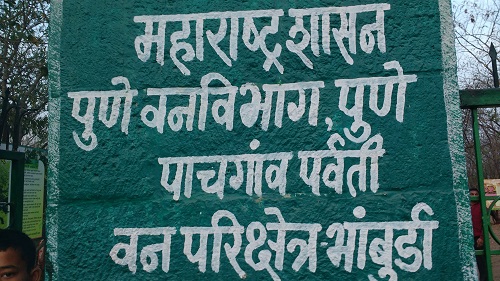 महाराष्ट्र शासन
पुणे वनविभाग, पुणे
पाचगांव पर्वती
वन परिक्षेत्र-भांबुर्डा